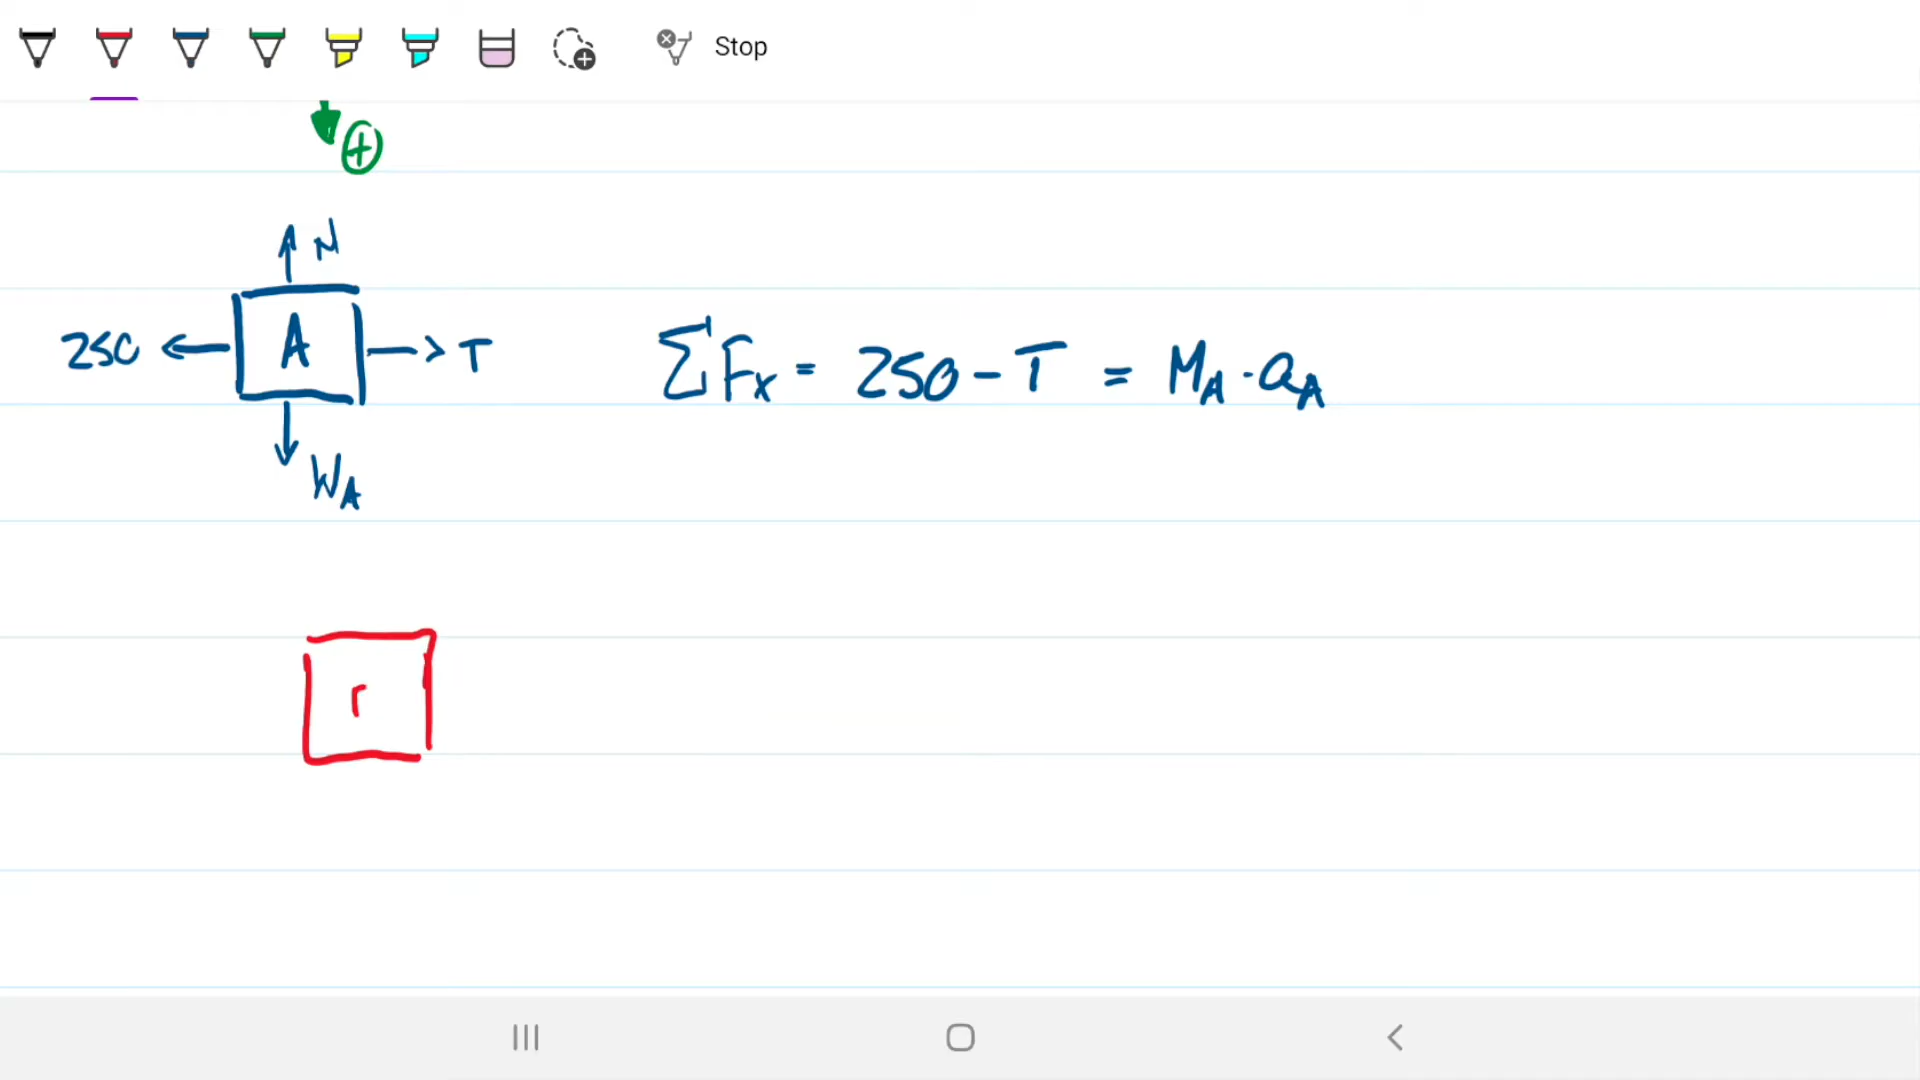 Stop
⊕
N
250 ← A → T
ΣFx = 250 - T = MA · aA
WA